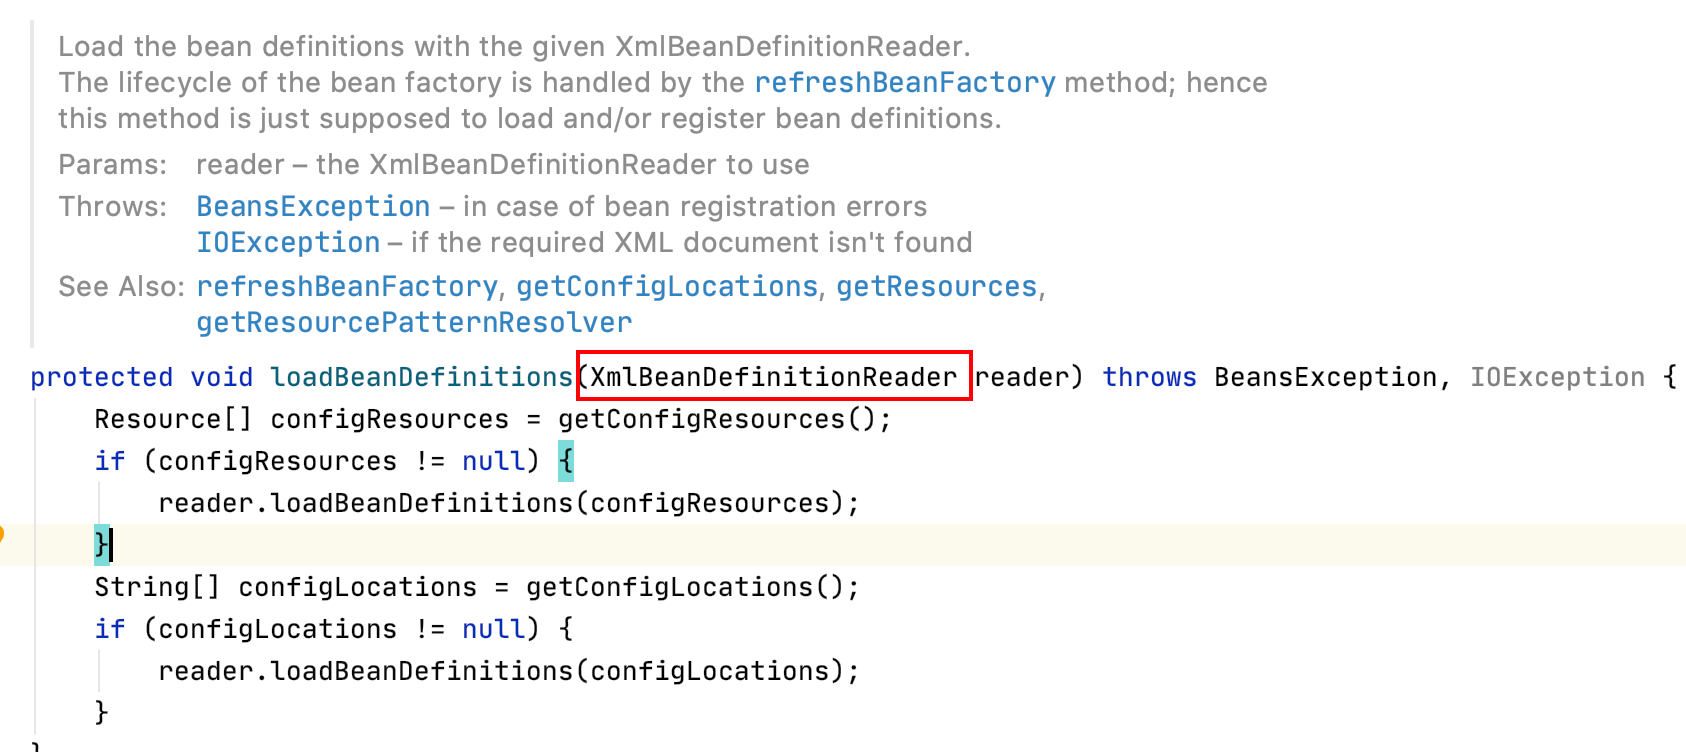 Load the bean definitions with the given XmlBeanDefinitionReader.
The lifecycle of the bean factory is handled by the refreshBeanFactory method; hence
this method is just supposed to load and/or register bean definitions.
Params: reader – the XmlBeanDefinitionReader to use
Throws: BeansException – in case of bean registration errors
IOException – if the required XML document isn't found
See Also: refreshBeanFactory, getConfigLocations, getResources,
getResourcePatternResolver
protected void loadBeanDefinitions(XmlBeanDefinitionReader reader) throws BeansException, IOException {
Resource[] configResources = getConfigResources();
if (configResources != null) {
reader.loadBeanDefinitions(configResources);
}
String[] configLocations = getConfigLocations();
if (configLocations != null) {
reader.loadBeanDefinitions(configLocations);
}
}